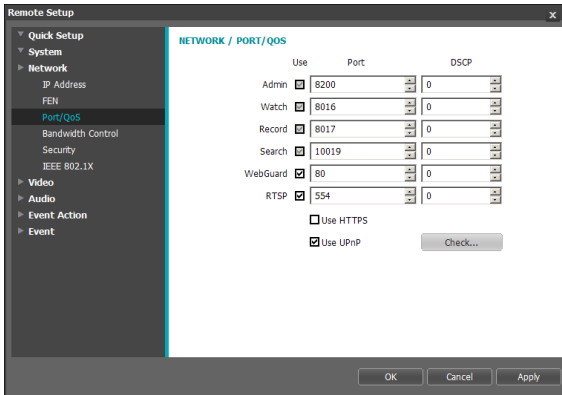 Remote Setup
x
Quick Setup
System
Network
IP Address
FEN
Port/QoS
Bandwidth Control
Security
IEEE 802.1X
Video
Audio
Event Action
Event
NETWORK / PORT/QOS
Use Port DSCP
Admin 8200 0
Watch 8016 0
Record 8017 0
Search 10019 0
WebGuard 80 0
RTSP 554 0
Use HTTPS
Use UPnP Check...
OK Cancel Apply